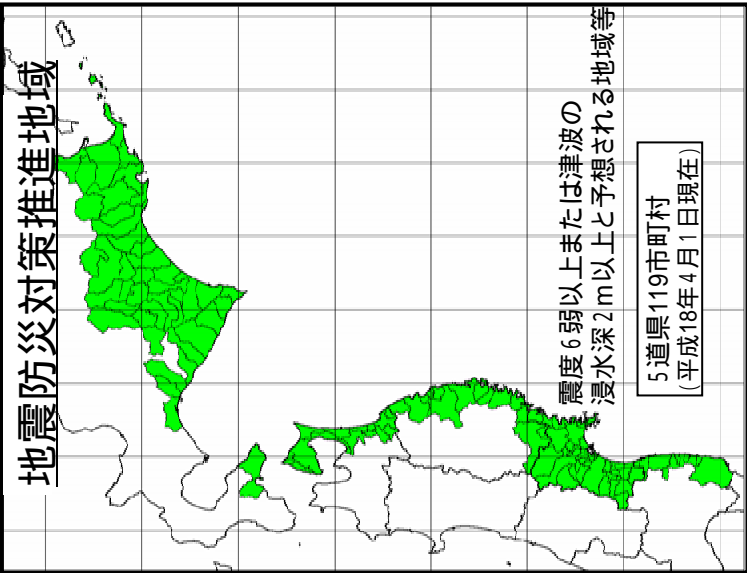 地震防災対策推進地域
震度6弱以上または津波の
浸水深2m以上と予想される地域等
5道県119市町村
(平成18年4月1日現在)